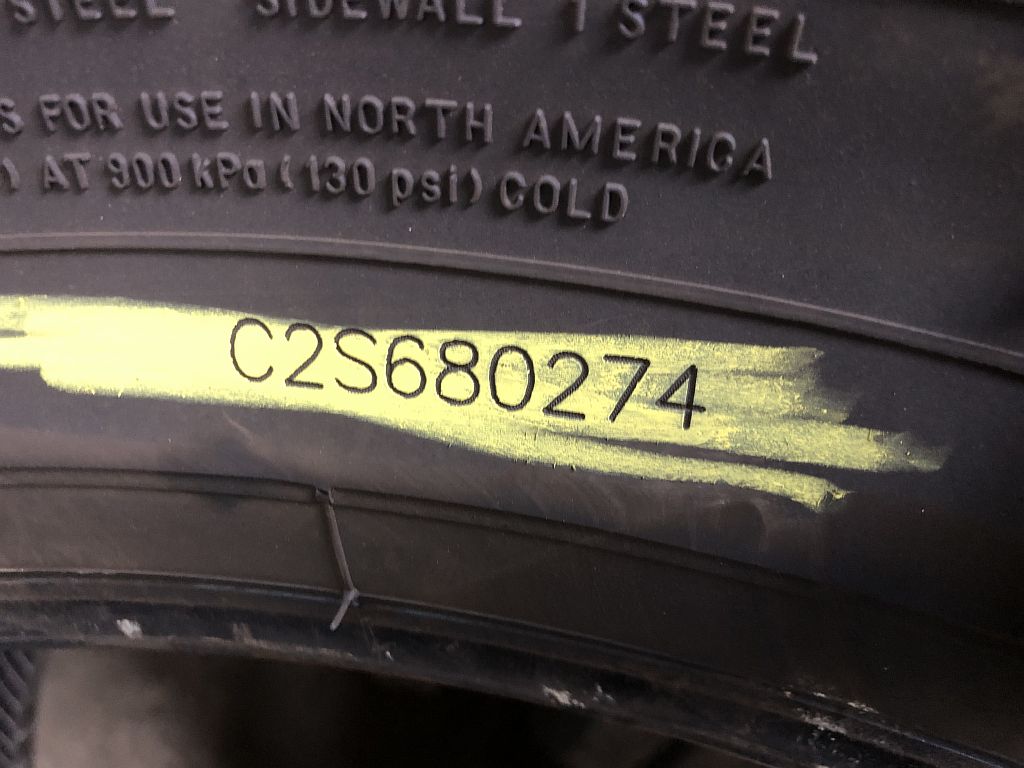 STEEL SIDEWALL 1 STEEL
S FOR USE IN NORTH AMERICA
) AT 900 kPa (130 psi) COLD
C2S680274